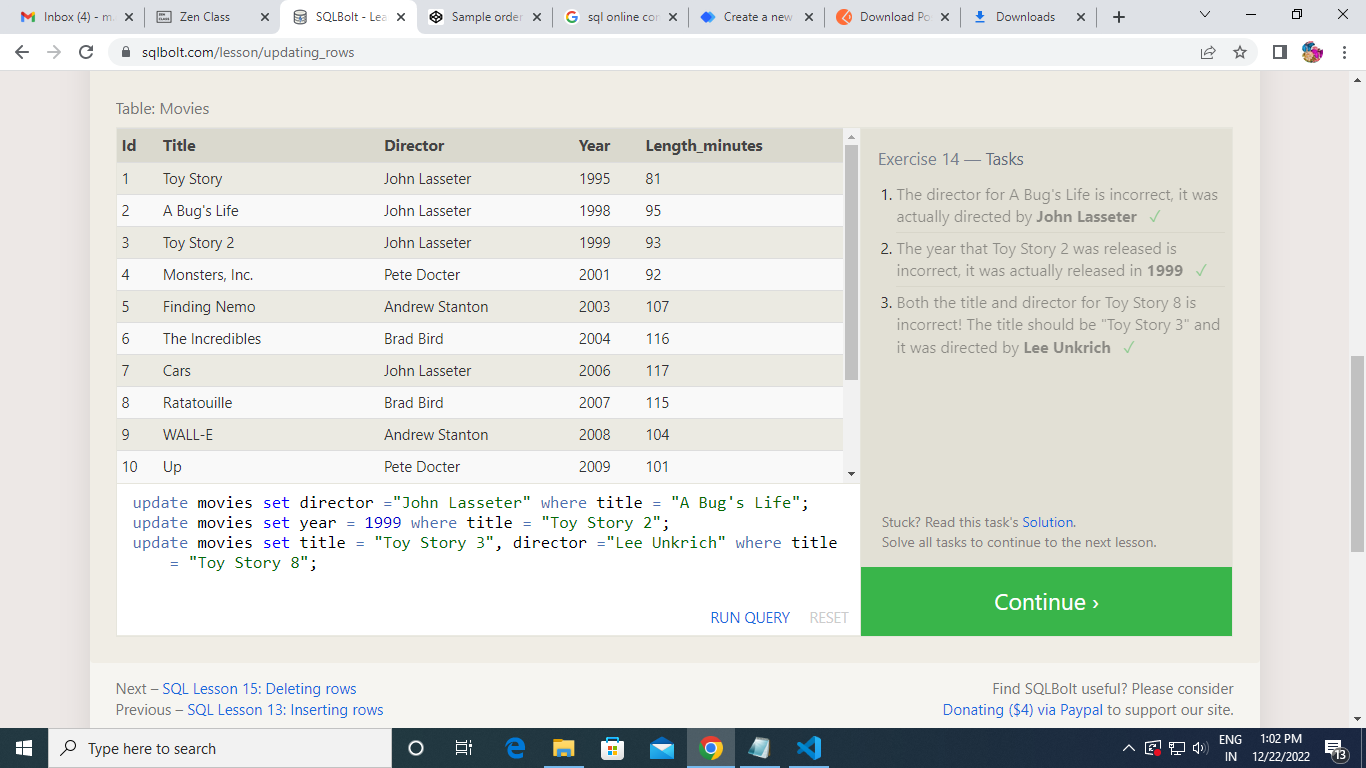 Inbox (4) - m
Zen Class
SQLBolt - Lea
Sample order
sql online cor
Create a new
Download Po
Downloads
sqlbolt.com/lesson/updating_rows
Table: Movies
Id Title Director Year Length_minutes
1 Toy Story John Lasseter 1995 81
2 A Bug's Life John Lasseter 1998 95
3 Toy Story 2 John Lasseter 1999 93
4 Monsters, Inc. Pete Docter 2001 92
5 Finding Nemo Andrew Stanton 2003 107
6 The Incredibles Brad Bird 2004 116
7 Cars John Lasseter 2006 117
8 Ratatouille Brad Bird 2007 115
9 WALL-E Andrew Stanton 2008 104
10 Up Pete Docter 2009 101
update movies set director ="John Lasseter" where title = "A Bug's Life";
update movies set year = 1999 where title = "Toy Story 2";
update movies set title = "Toy Story 3", director ="Lee Unkrich" where title
= "Toy Story 8";
RUN QUERY RESET
Exercise 14 — Tasks
1. The director for A Bug's Life is incorrect, it was
actually directed by John Lasseter ✓
2. The year that Toy Story 2 was released is
incorrect, it was actually released in 1999 ✓
3. Both the title and director for Toy Story 8 is
incorrect! The title should be "Toy Story 3" and
it was directed by Lee Unkrich ✓
Stuck? Read this task's Solution.
Solve all tasks to continue to the next lesson.
Continue ›
Next – SQL Lesson 15: Deleting rows
Previous – SQL Lesson 13: Inserting rows
Find SQLBolt useful? Please consider
Donating ($4) via Paypal to support our site.
Type here to search
ENG
IN
1:02 PM
12/22/2022
13